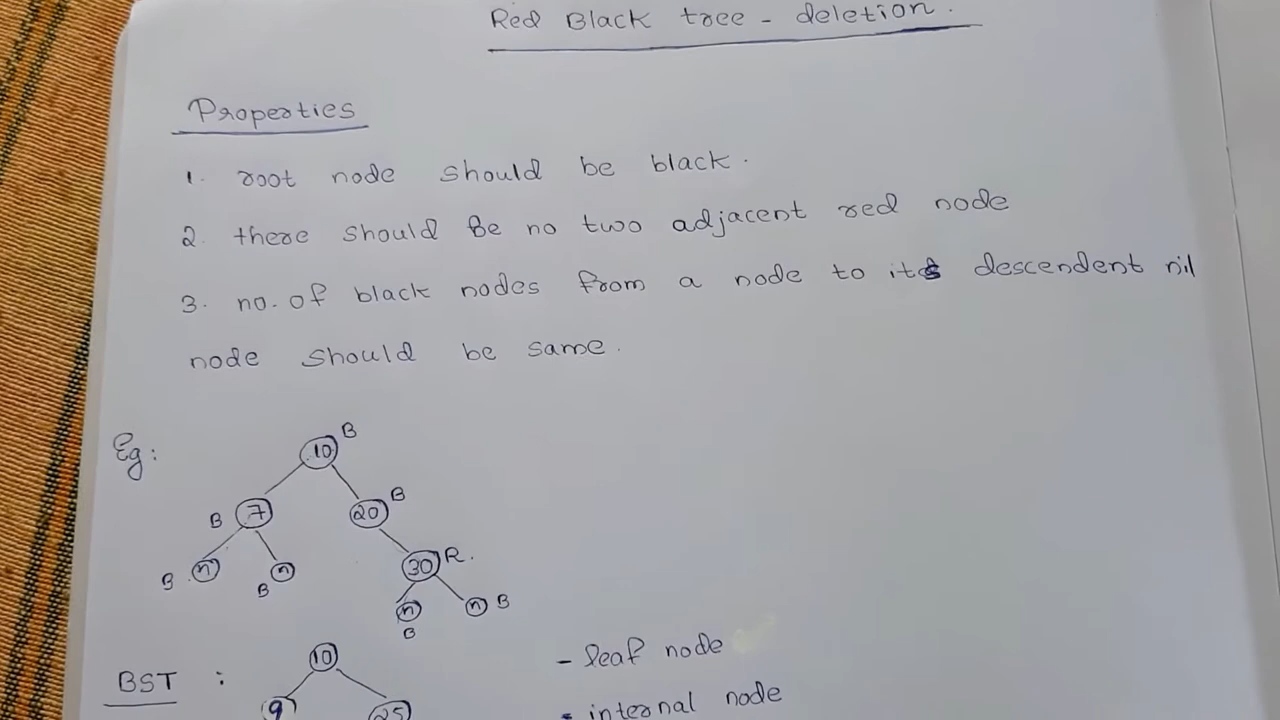 Red Black tree - deletion.
Properties
1. root node should be black.
2. there should be no two adjacent red node
3. no. of black nodes from a node to its descendent nil
node should be same.
Eg:
10 B
B 7 20 B
B n B n 30 R.
n B n B
BST : 10
9 25
- leaf node
- internal node